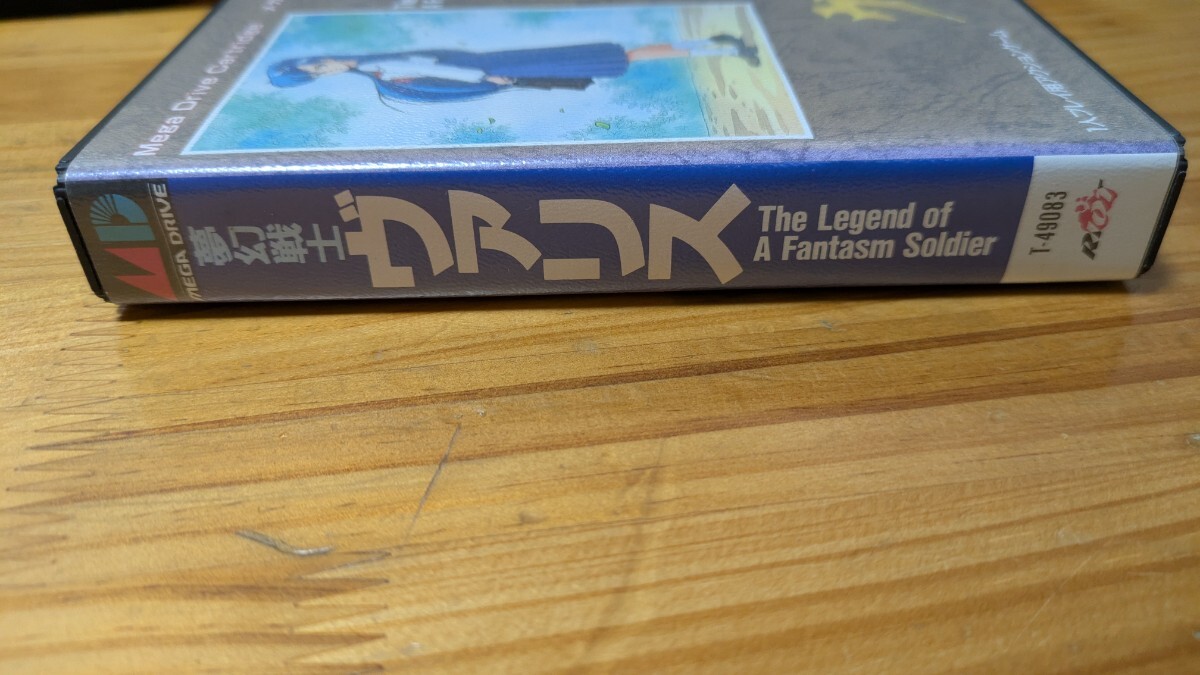 Mega Drive Cartridge
MEGA DRIVE
夢幻戦士
ヴァリス
The Legend of
A Fantasm Soldier
T-49083
RIOT